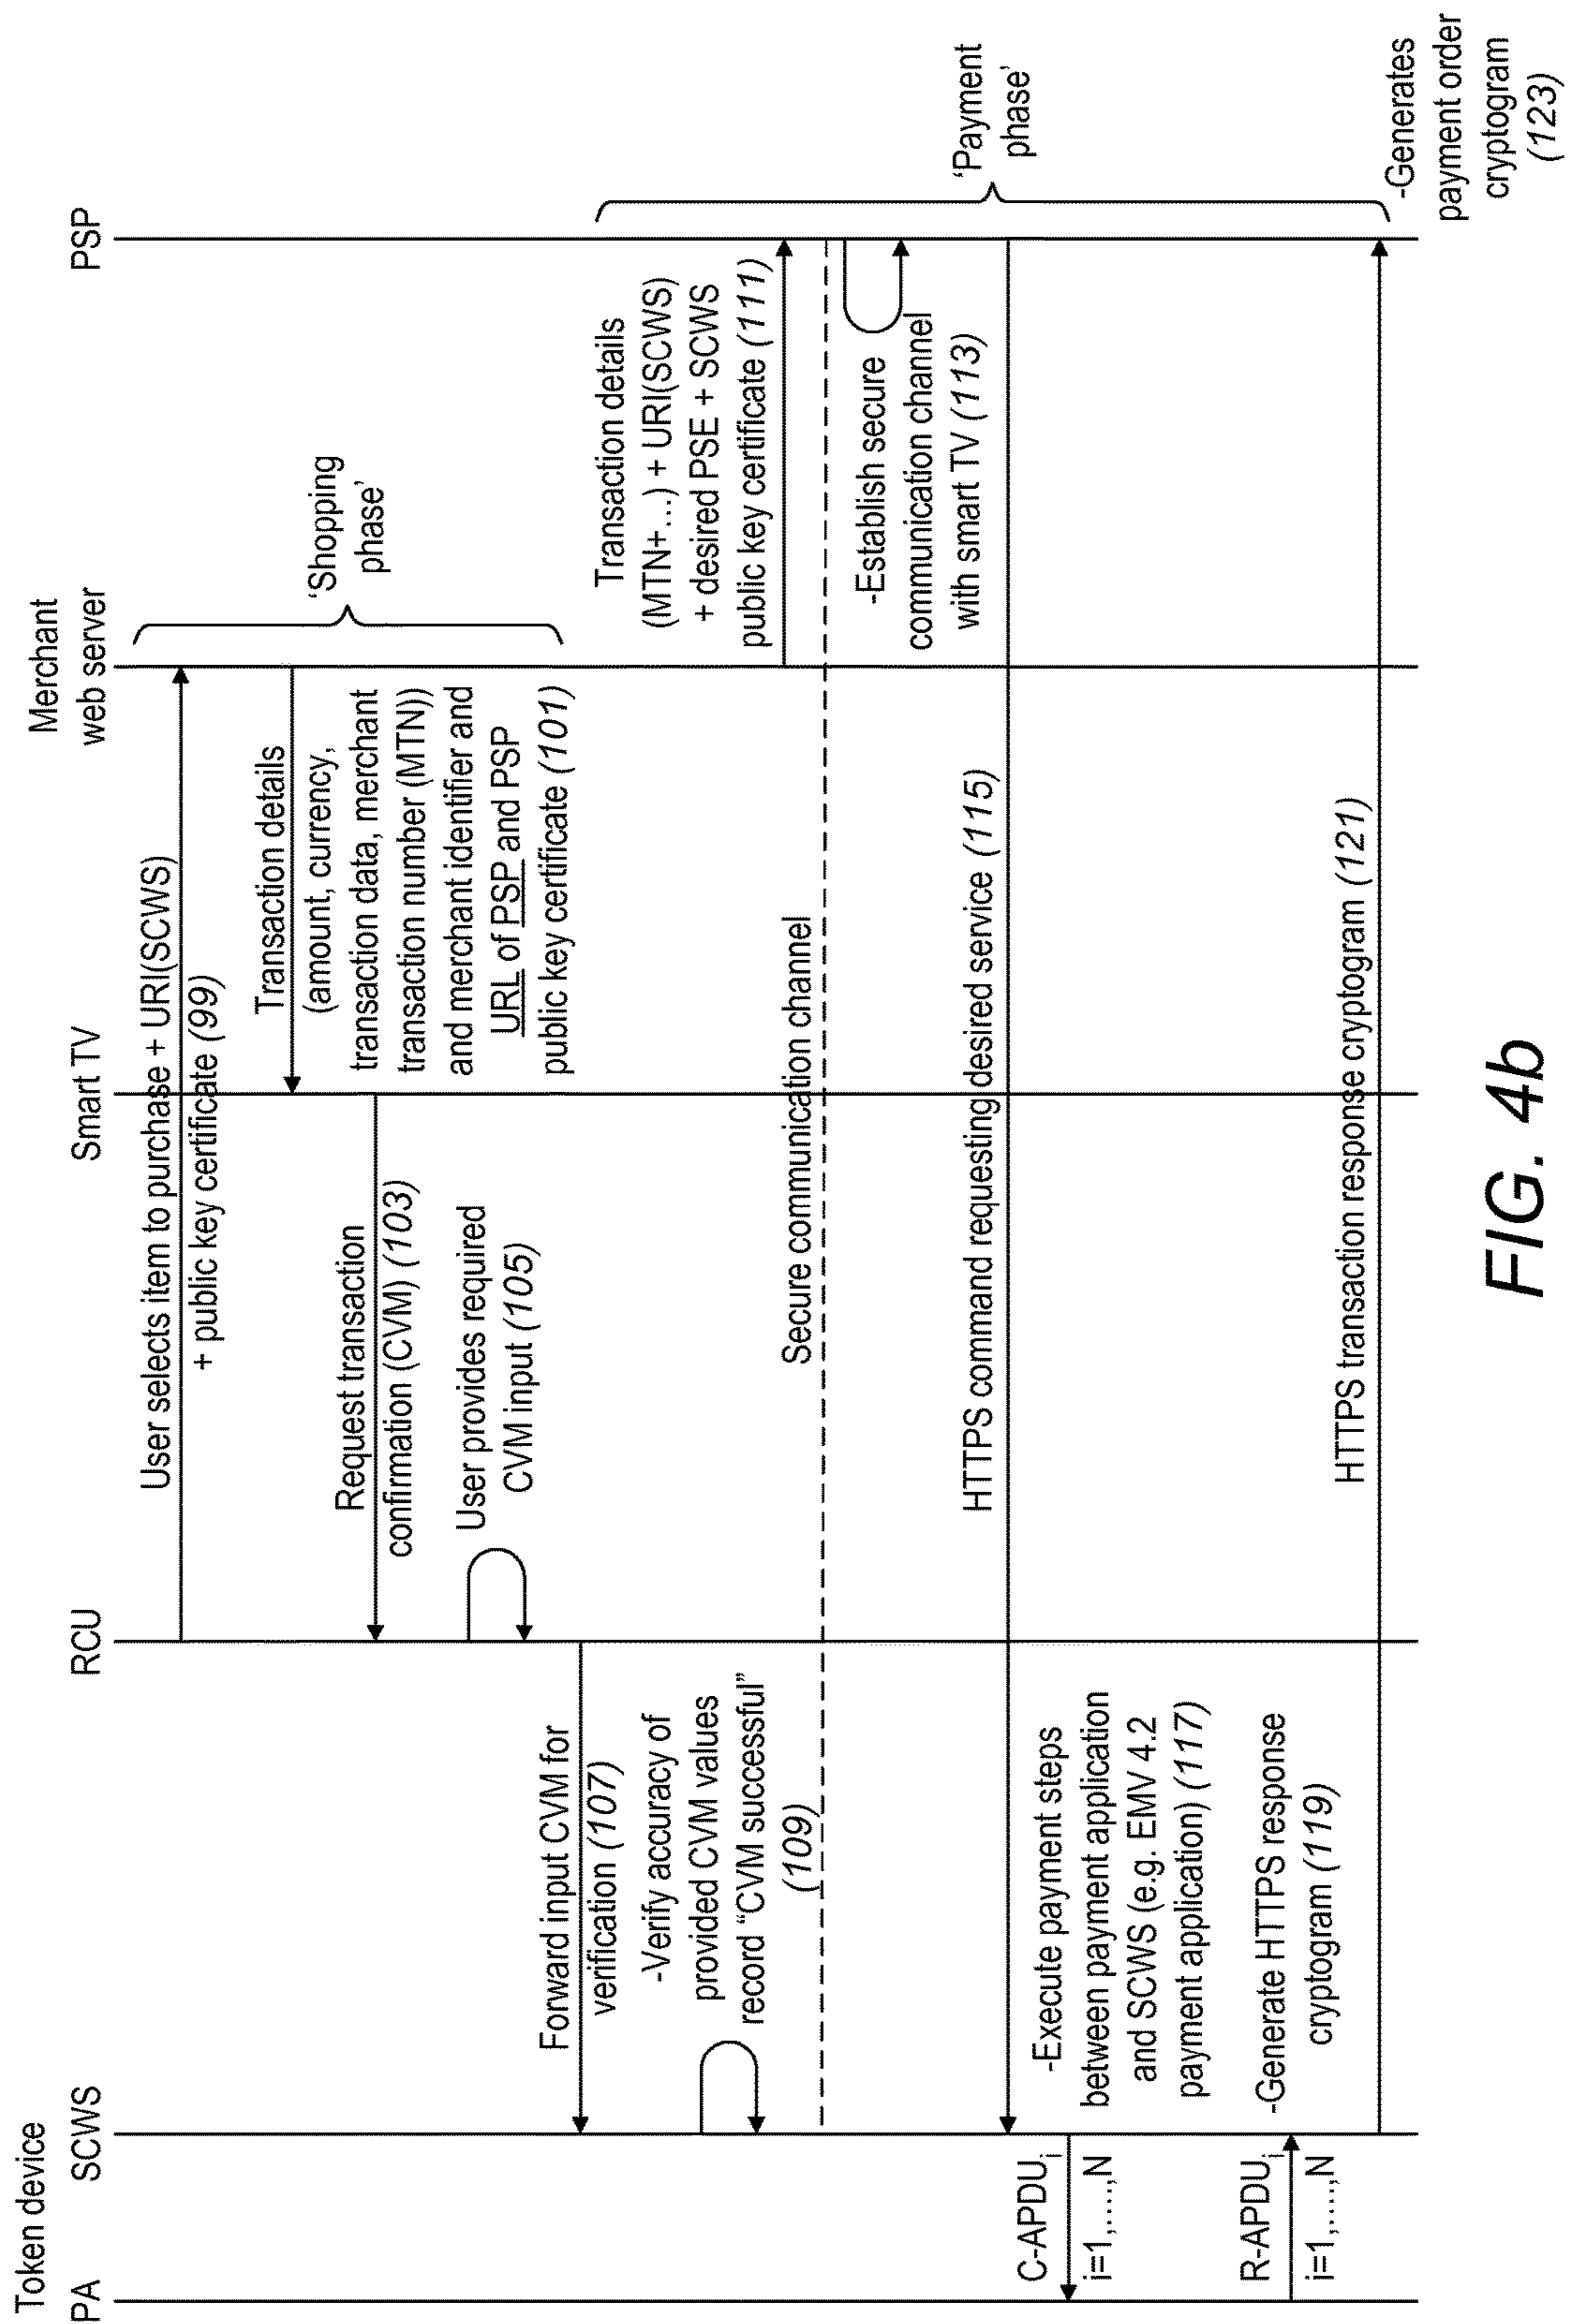 Token device
PA
SCWS
RCU
Smart TV
Merchant
web server
PSP
User selects item to purchase + URI(SCWS)
+ public key certificate (99)
Transaction details
(amount, currency,
transaction data, merchant
transaction number (MTN))
and merchant identifier and
URL of PSP and PSP
public key certificate (101)
'Shopping
phase'
Request transaction
confirmation (CVM) (103)
User provides required
CVM input (105)
Forward input CVM for
verification (107)
-Verify accuracy of
provided CVM values
record “CVM successful”
(109)
Transaction details
(MTN+...) + URI(SCWS)
+ desired PSE + SCWS
public key certificate (111)
Secure communication channel
-Establish secure
communication channel
with smart TV (113)
'Payment
phase'
HTTPS command requesting desired service (115)
C-APDUi
i=1,....,N
-Execute payment steps
between payment application
and SCWS (e.g. EMV 4.2
payment application) (117)
R-APDUi
i=1,....,N
-Generate HTTPS response
cryptogram (119)
HTTPS transaction response cryptogram (121)
-Generates
payment order
cryptogram
(123)
FIG. 4b